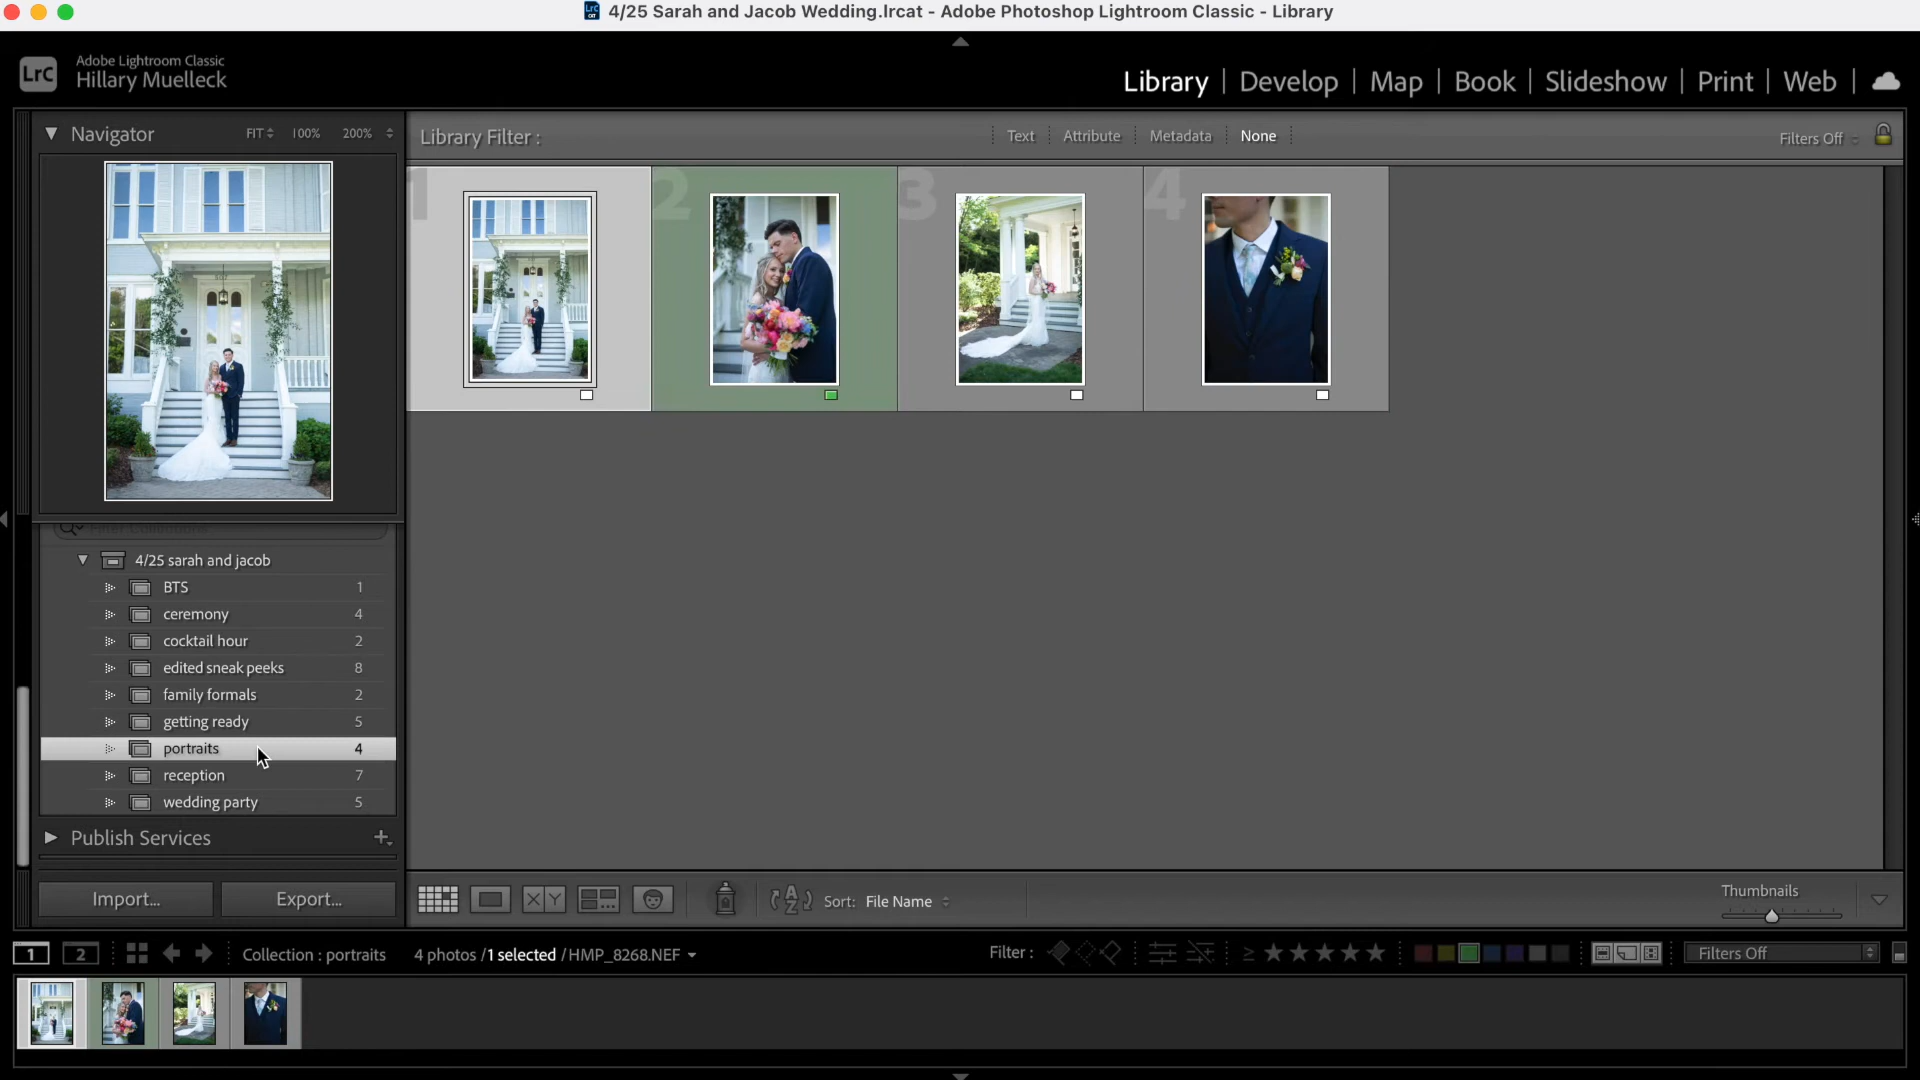 4/25 Sarah and Jacob Wedding.lrcat - Adobe Photoshop Lightroom Classic - Library
LrC
Adobe Lightroom Classic
Hillary Muelleck
Library | Develop | Map | Book | Slideshow | Print | Web
Navigator FIT 100% 200%
Library Filter : Text Attribute Metadata None Filters Off
1 2 3 4
Filter Collections
4/25 sarah and jacob
BTS 1
ceremony 4
cocktail hour 2
edited sneak peeks 8
family formals 2
getting ready 5
portraits 4
reception 7
wedding party 5
Publish Services +
Import... Export... XY Sort: File Name Thumbnails
1 2 Collection : portraits 4 photos / 1 selected / HMP_8268.NEF Filter : ≥ ★★★★★ Filters Off